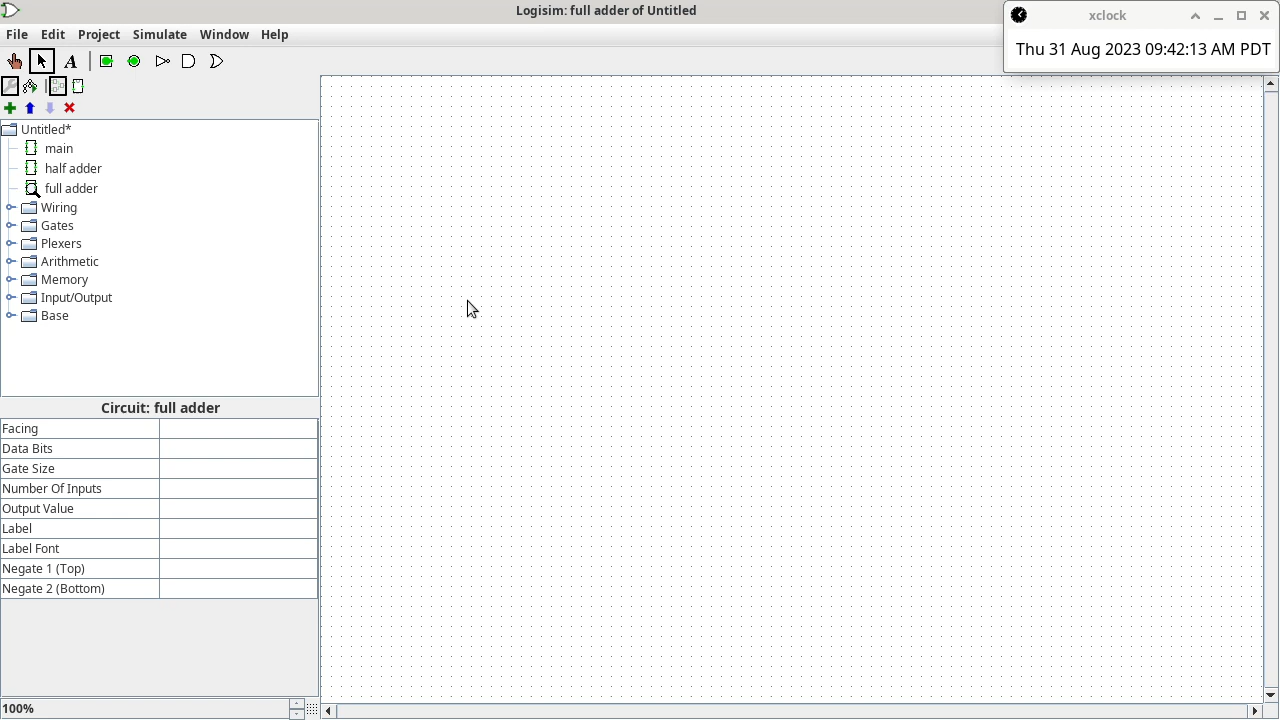 Logisim: full adder of Untitled
xclock
Thu 31 Aug 2023 09:42:13 AM PDT
File Edit Project Simulate Window Help
A
Untitled*
main
half adder
full adder
Wiring
Gates
Plexers
Arithmetic
Memory
Input/Output
Base
Circuit: full adder
Facing
Data Bits
Gate Size
Number Of Inputs
Output Value
Label
Label Font
Negate 1 (Top)
Negate 2 (Bottom)
100%